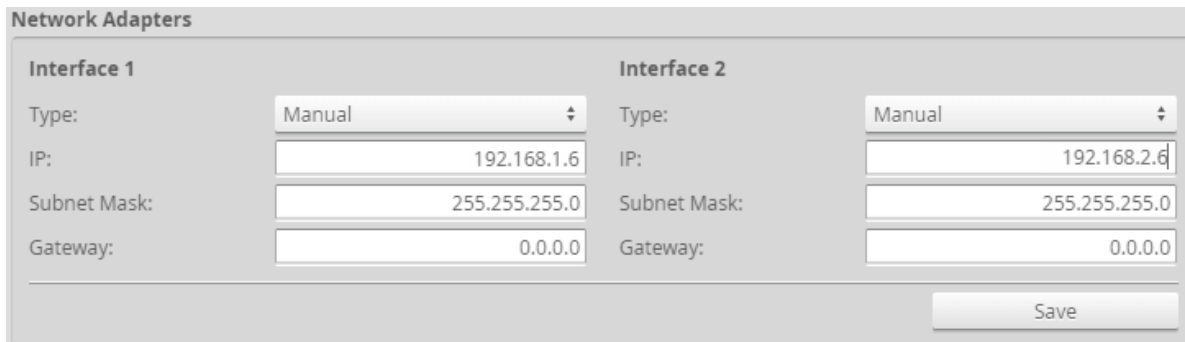 Network Adapters
Interface 1
Type: Manual
IP: 192.168.1.6
Subnet Mask: 255.255.255.0
Gateway: 0.0.0.0
Interface 2
Type: Manual
IP: 192.168.2.6
Subnet Mask: 255.255.255.0
Gateway: 0.0.0.0
Save